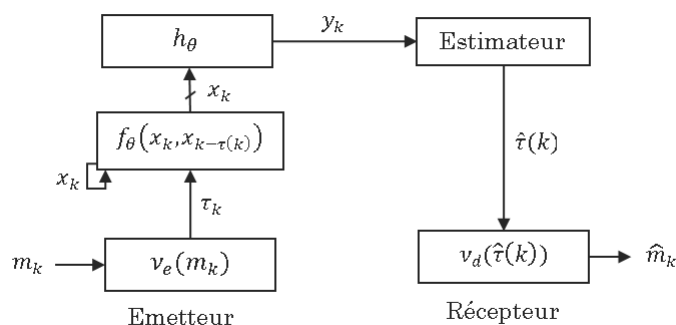 h_θ
y_k
Estimateur
x_k
f_θ(x_k, x_{k-τ(k)})
x_k
τ̂(k)
τ_k
m_k
ν_e(m_k)
ν_d(τ̂(k))
m̂_k
Emetteur
Récepteur